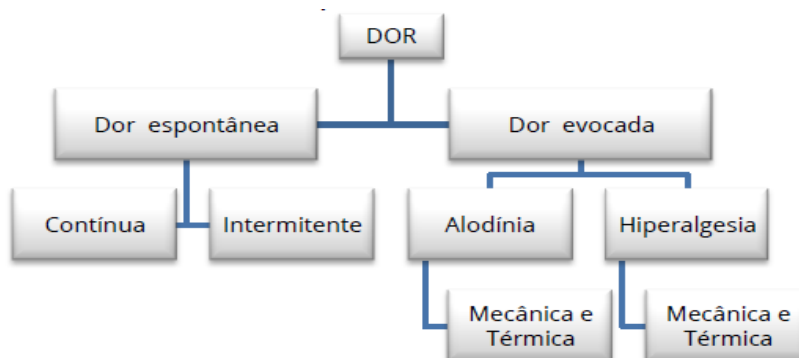 DOR
Dor espontânea
Dor evocada
Contínua
Intermitente
Alodínia
Hiperalgesia
Mecânica e
Térmica
Mecânica e
Térmica